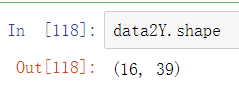 In [118]: data2Y.shape
Out[118]: (16, 39)